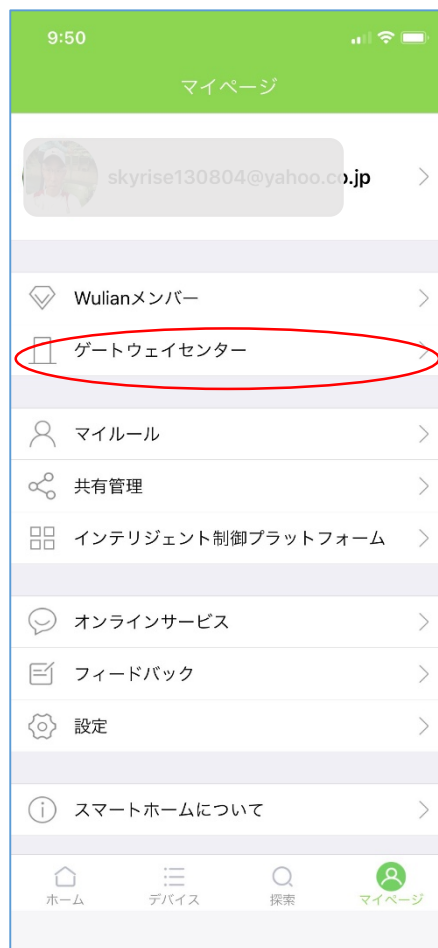 9:50
マイページ
skyrise130804@yahoo.co.jp
Wulianメンバー
ゲートウェイセンター
マイルール
共有管理
インテリジェント制御プラットフォーム
オンラインサービス
フィードバック
設定
スマートホームについて
ホーム
デバイス
探索
マイページ